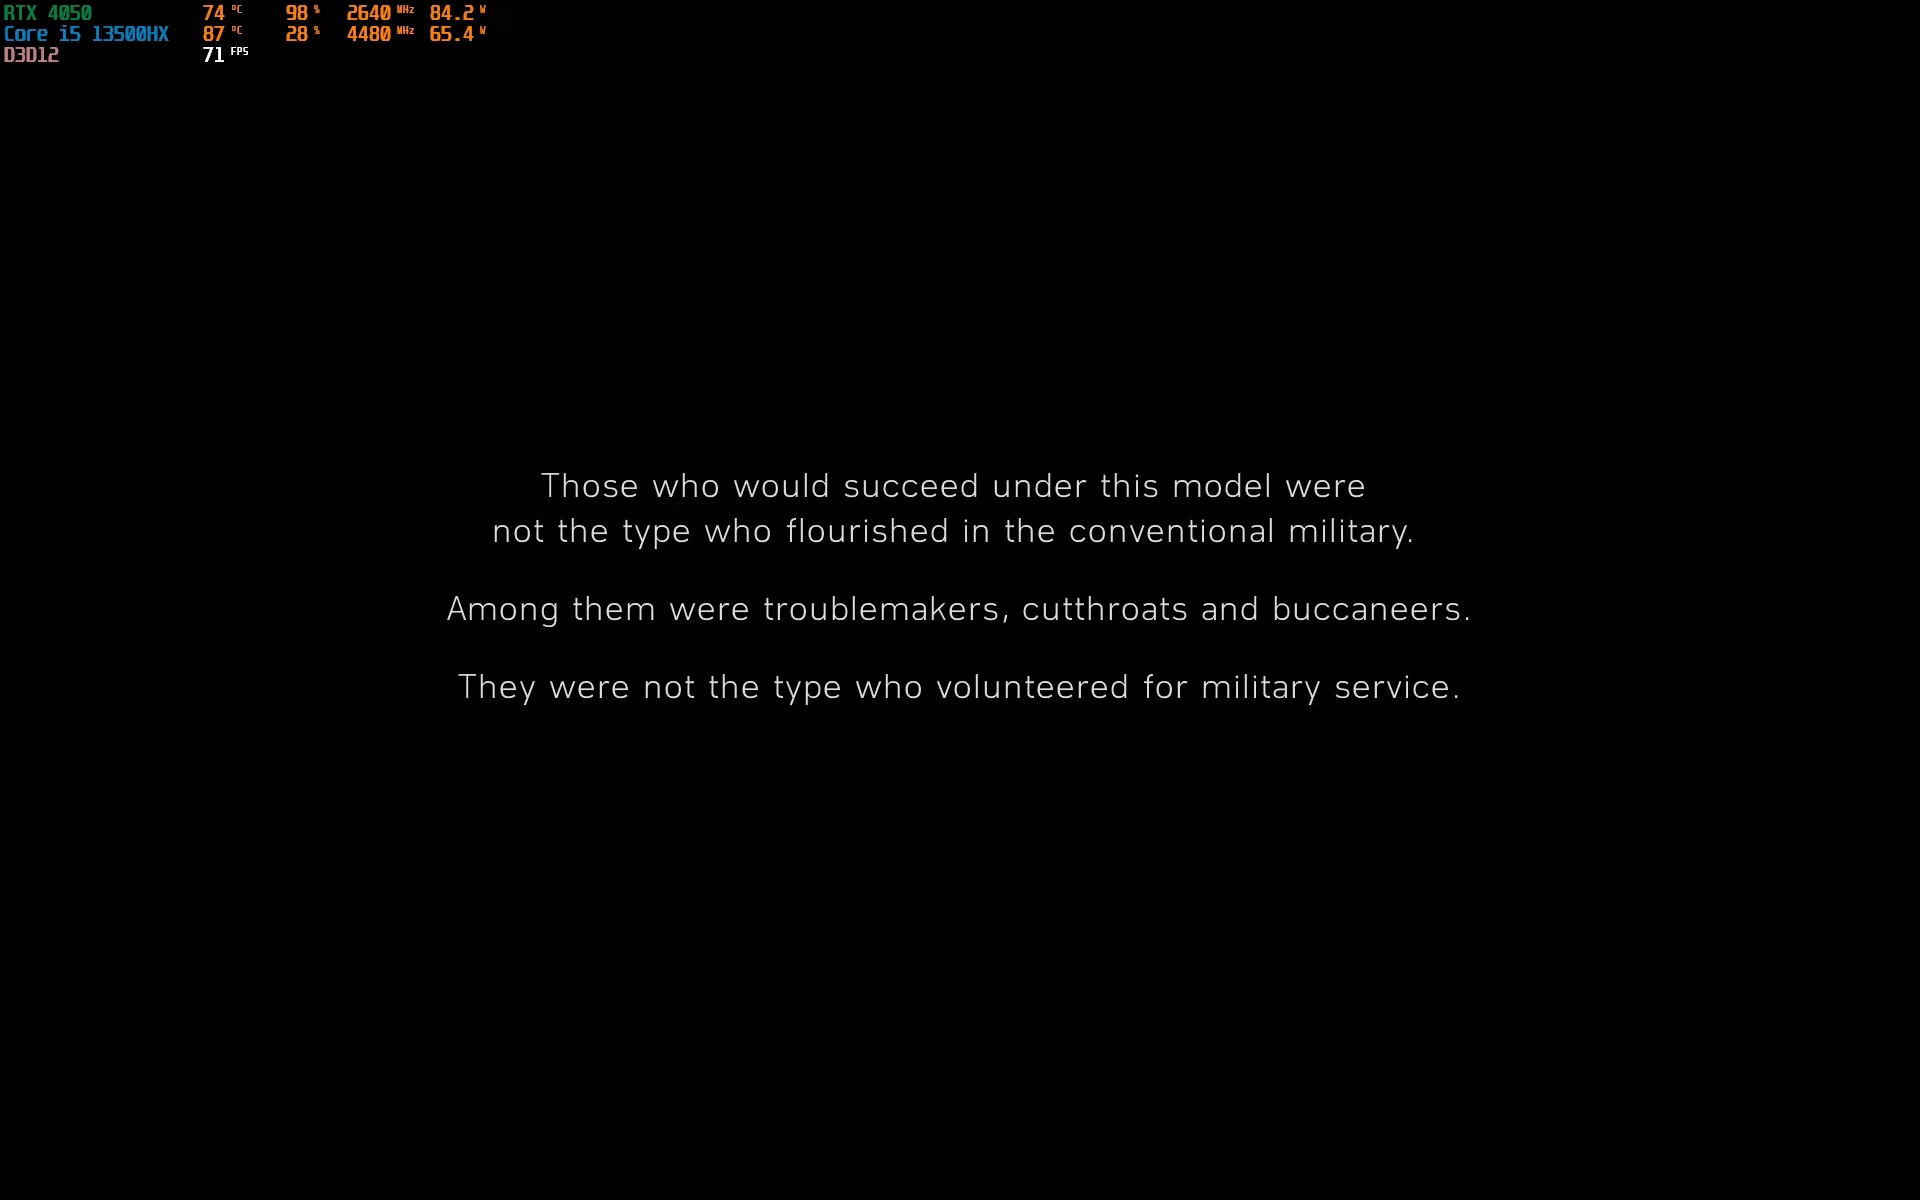 RTX 4050 74 °C 98 % 2640 MHz 84.2 W
Core i5 13500HX 87 °C 28 % 4480 MHz 65.4 W
D3D12 71 FPS
Those who would succeed under this model were
not the type who flourished in the conventional military.
Among them were troublemakers, cutthroats and buccaneers.
They were not the type who volunteered for military service.